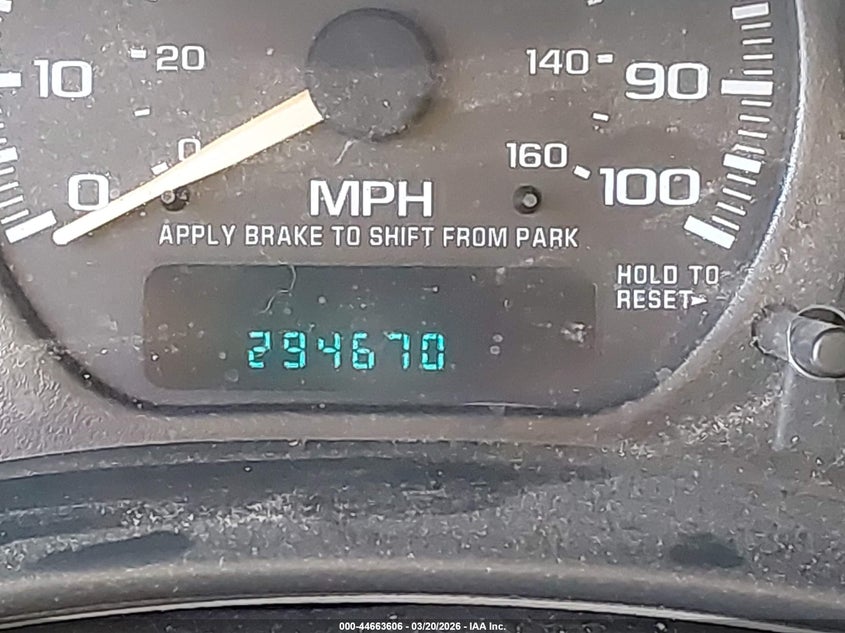 20 140
10 90
0 160
0 100
MPH
APPLY BRAKE TO SHIFT FROM PARK
HOLD TO
RESET
294670
000-44663606 - 03/20/2026 - IAA Inc.